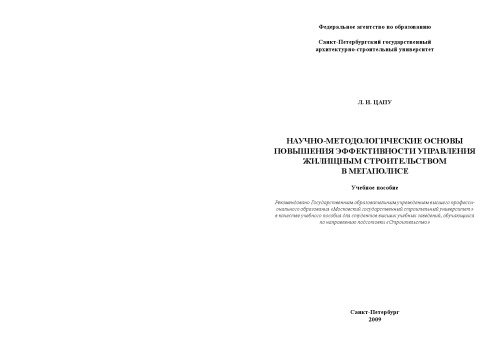 Федеральное агентство по образованию
Санкт-Петербургский государственный
архитектурно-строительный университет
Л. И. ЦАПУ
НАУЧНО-МЕТОДОЛОГИЧЕСКИЕ ОСНОВЫ
ПОВЫШЕНИЯ ЭФФЕКТИВНОСТИ УПРАВЛЕНИЯ
ЖИЛИЩНЫМ СТРОИТЕЛЬСТВОМ
В МЕГАПОЛИСЕ
Учебное пособие
Рекомендовано Государственным образовательным учреждением высшего професси-
онального образования «Московский государственный строительный университет»
в качестве учебного пособия для студентов высших учебных заведений, обучающихся
по направлению подготовки «Строительство»
Санкт-Петербург
2009